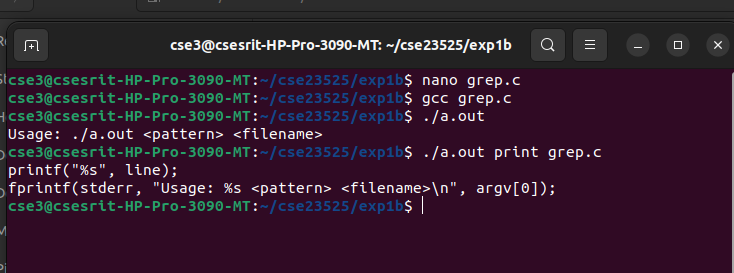 cse3@csesrit-HP-Pro-3090-MT: ~/cse23525/exp1b
cse3@csesrit-HP-Pro-3090-MT:~/cse23525/exp1b$ nano grep.c
cse3@csesrit-HP-Pro-3090-MT:~/cse23525/exp1b$ gcc grep.c
cse3@csesrit-HP-Pro-3090-MT:~/cse23525/exp1b$ ./a.out
Usage: ./a.out <pattern> <filename>
cse3@csesrit-HP-Pro-3090-MT:~/cse23525/exp1b$ ./a.out print grep.c
printf("%s", line);
fprintf(stderr, "Usage: %s <pattern> <filename>\n", argv[0]);
cse3@csesrit-HP-Pro-3090-MT:~/cse23525/exp1b$